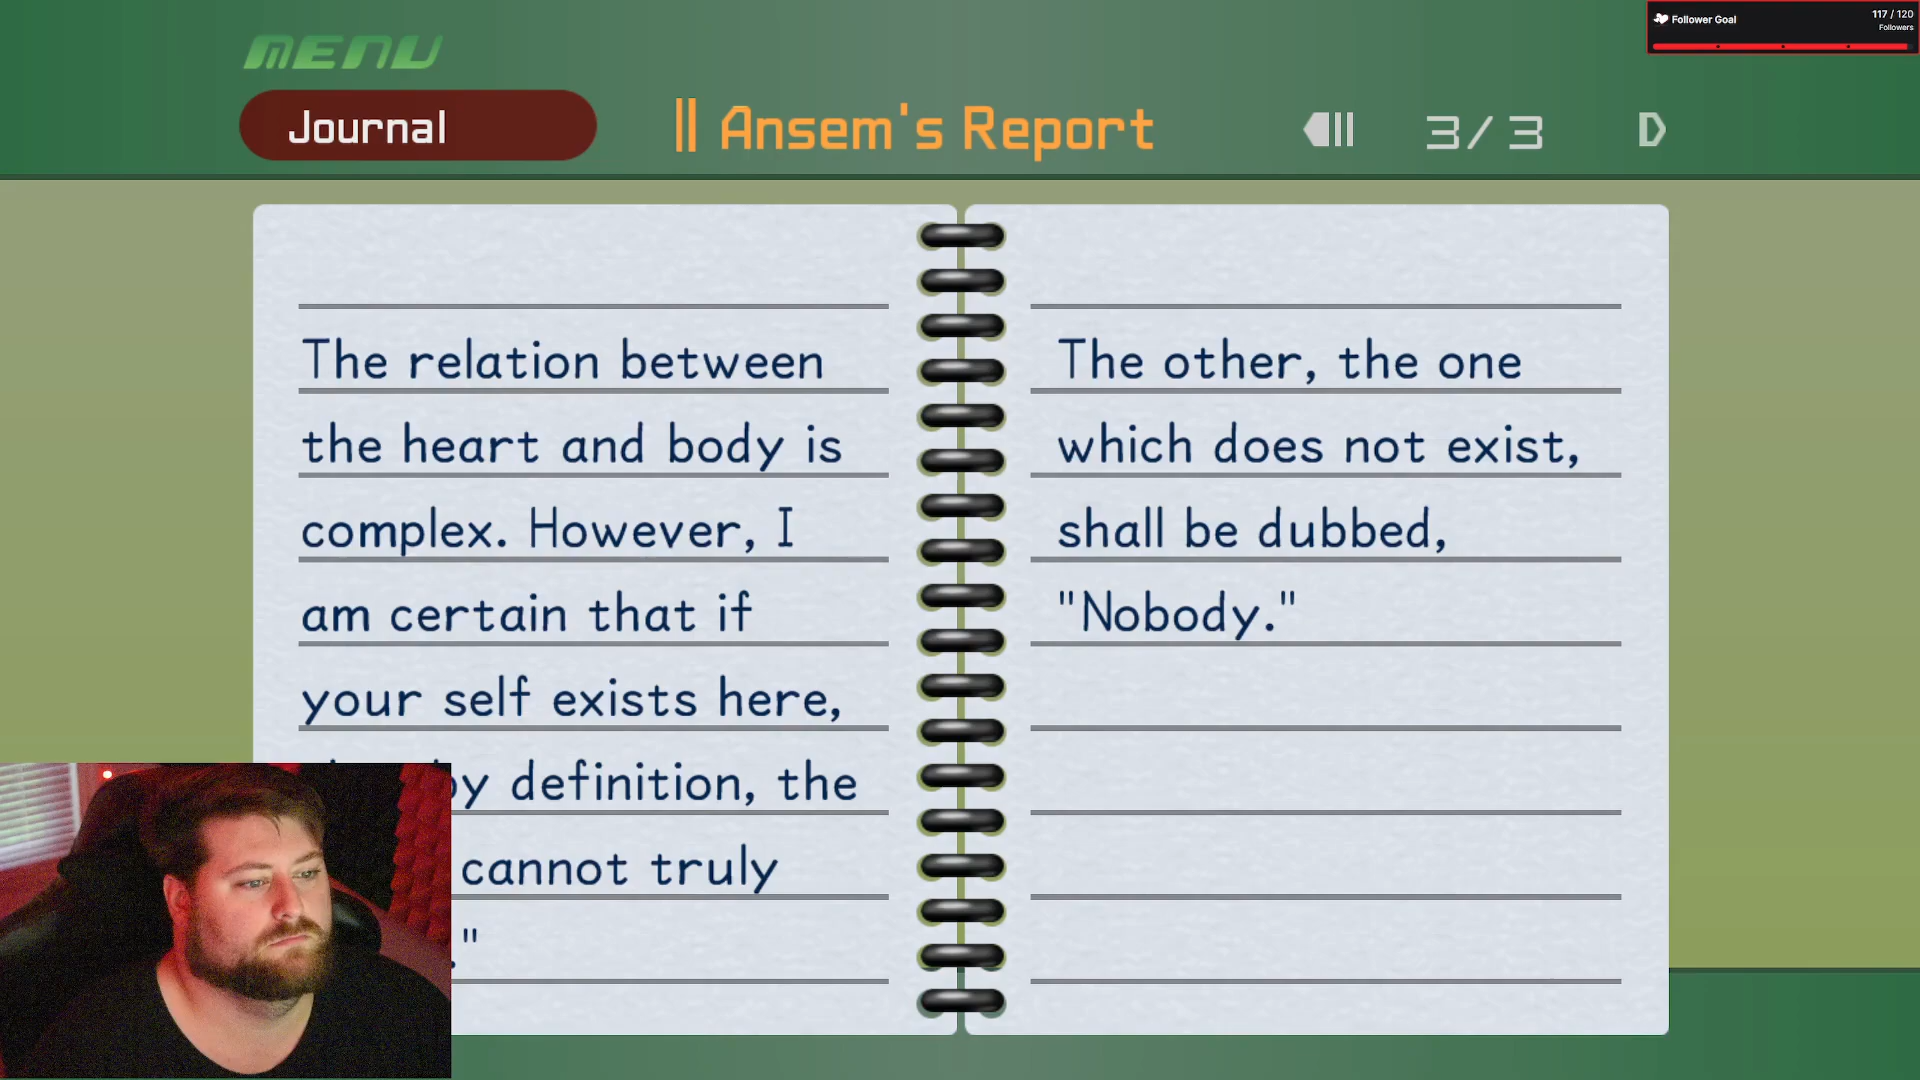 MENU
Journal
Ansem's Report
3/3
Follower Goal
117 / 120
Followers
The relation between
the heart and body is
complex. However, I
am certain that if
your self exists here,
by definition, the
cannot truly
."
The other, the one
which does not exist,
shall be dubbed,
"Nobody."